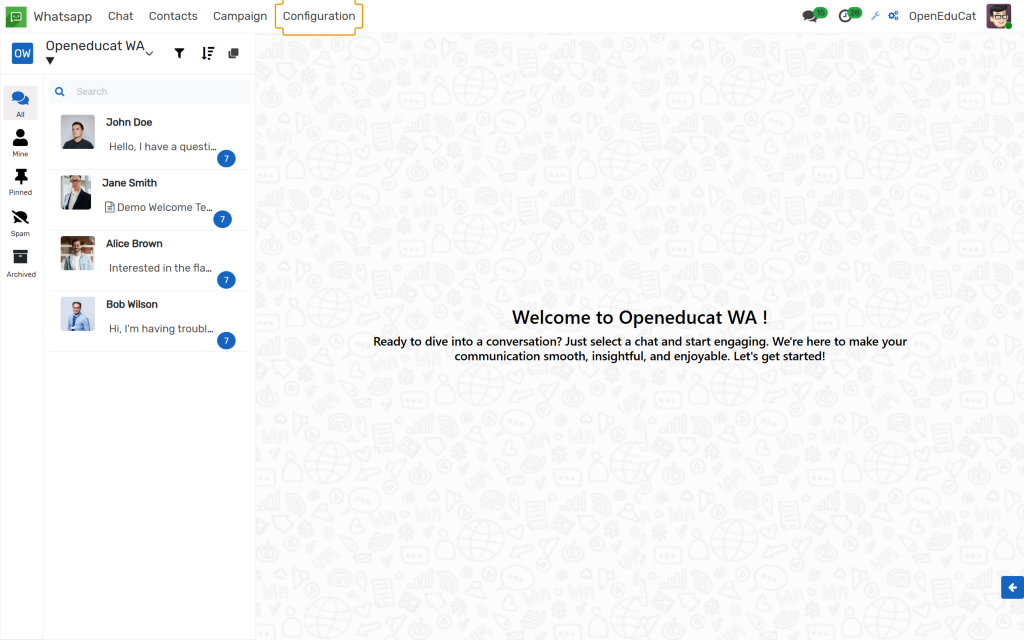 Whatsapp Chat Contacts Campaign Configuration 15 26 OpenEduCat
OW Openeducat WA
Search
All
Mine
Pinned
Spam
Archived
John Doe
Hello, I have a questi...
7
Jane Smith
Demo Welcome Te...
7
Alice Brown
Interested in the fla...
7
Bob Wilson
Hi, I'm having troubl...
7
Welcome to Openeducat WA !
Ready to dive into a conversation? Just select a chat and start engaging. We're here to make your
communication smooth, insightful, and enjoyable. Let's get started!